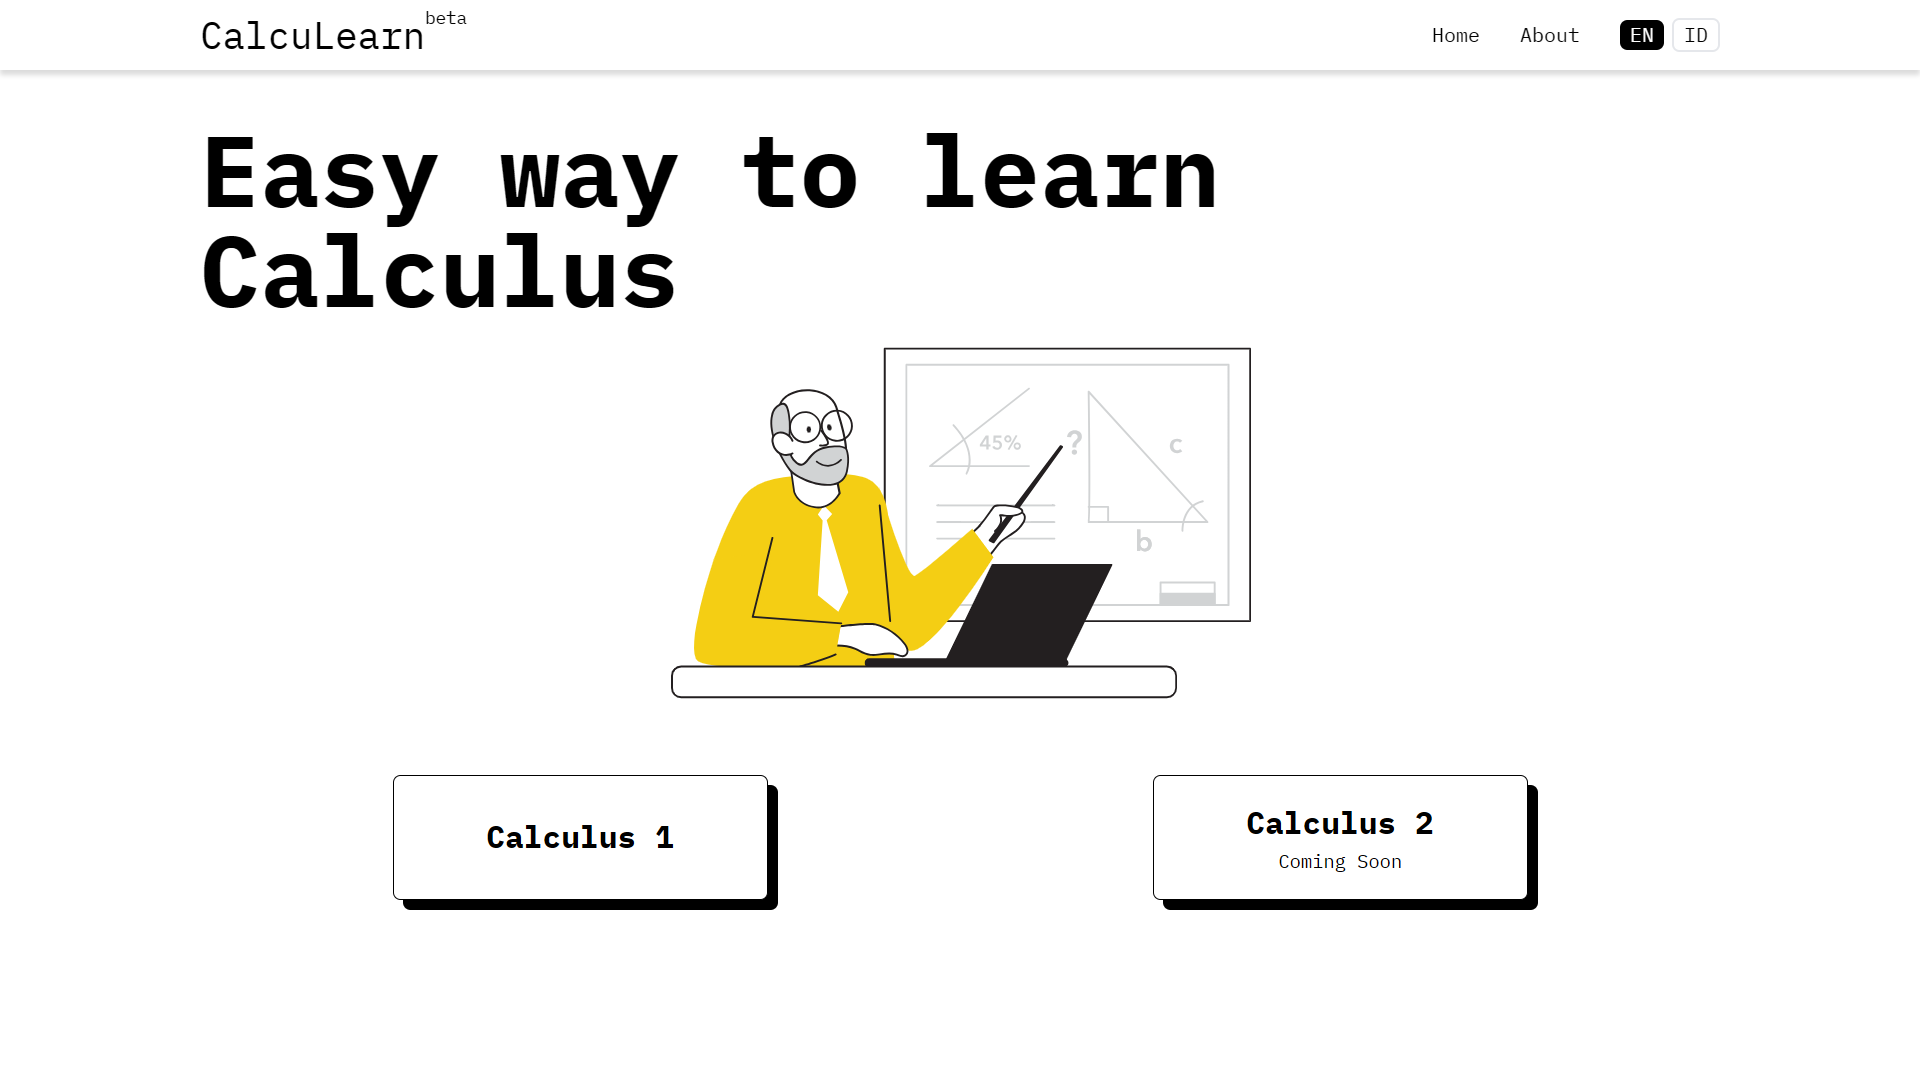 CalcuLearn beta
Home About EN ID
Easy way to learn
Calculus
45%
?
c
b
Calculus 1
Calculus 2
Coming Soon